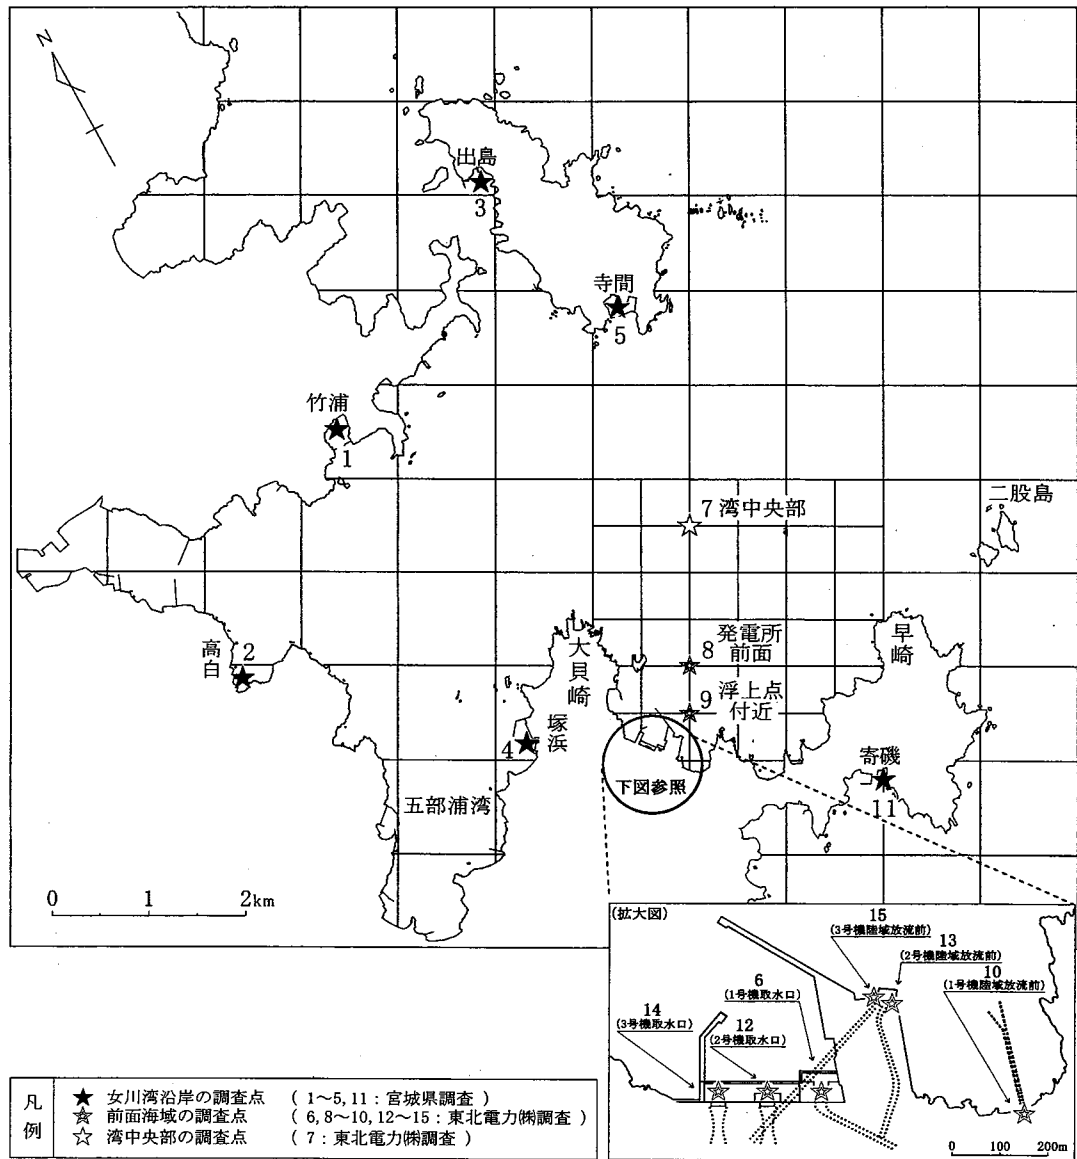 N
出島
3
寺間
5
竹浦
1
二股島
7 湾中央部
高白
2
大貝崎
8 発電所
前面
早崎
9 浮上点
付近
4 塚浜
寄磯
11
下図参照
五部浦湾
0 1 2km
(拡大図)
15
(3号機陸域放流前)
13
(2号機陸域放流前)
10
(1号機陸域放流前)
6
(1号機取水口)
14
(3号機取水口)
12
(2号機取水口)
0 100 200m
凡例
★ 女川湾沿岸の調査点 ( 1~5,11 : 宮城県調査 )
前面海域の調査点 ( 6,8~10,12~15 : 東北電力㈱調査 )
☆ 湾中央部の調査点 ( 7 : 東北電力㈱調査 )